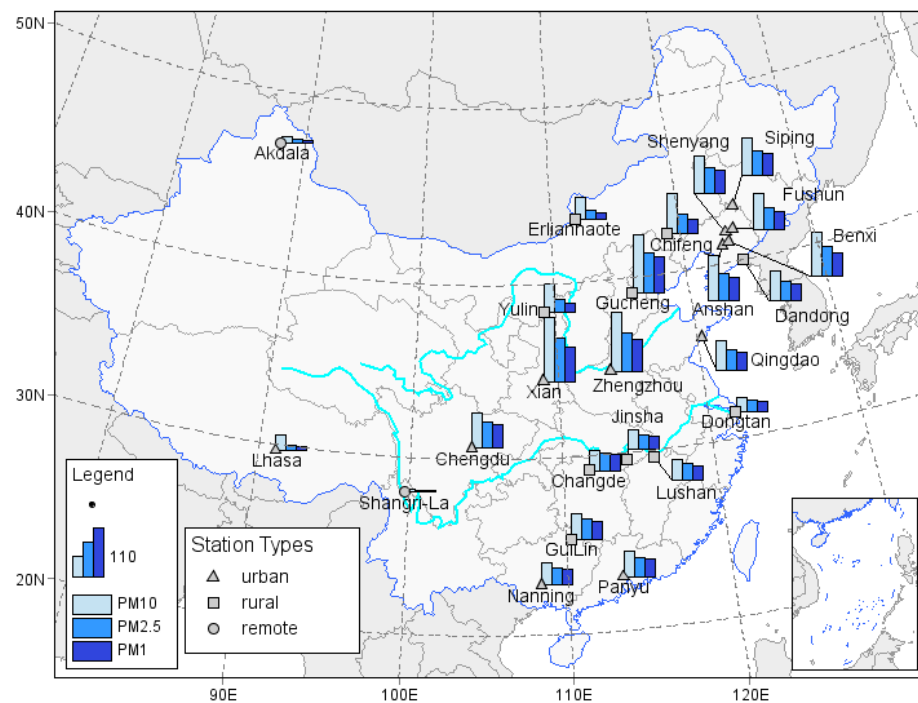 50N
40N
30N
20N
90E
100E
110E
120E
Shenyang
Siping
Fushun
Benxi
Akdala
Erlianhaote
Chifeng
Anshan
Dandong
Yulin
Gucheng
Qingdao
Xian
Zhengzhou
Jinsha
Dongtan
Lhasa
Chengdu
Changde
Lushan
Shangri-La
GuiLin
Nanning
Panyu
Legend
110
PM10
PM2.5
PM1
Station Types
urban
rural
remote